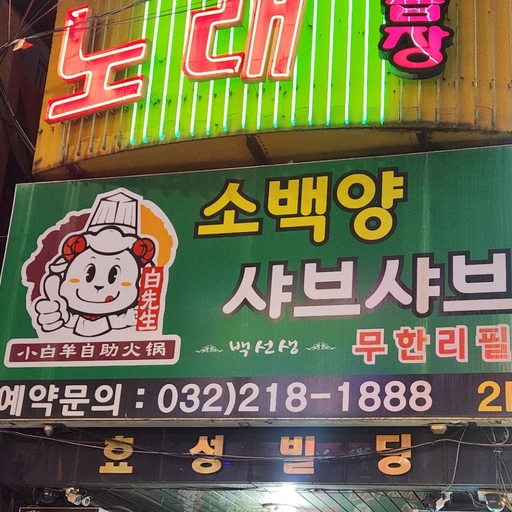 노래
소백양
샤브샤브
白先生
백선생
무한리필
小白羊自助火锅
예약문의 : 032)218-1888
효성빌딩